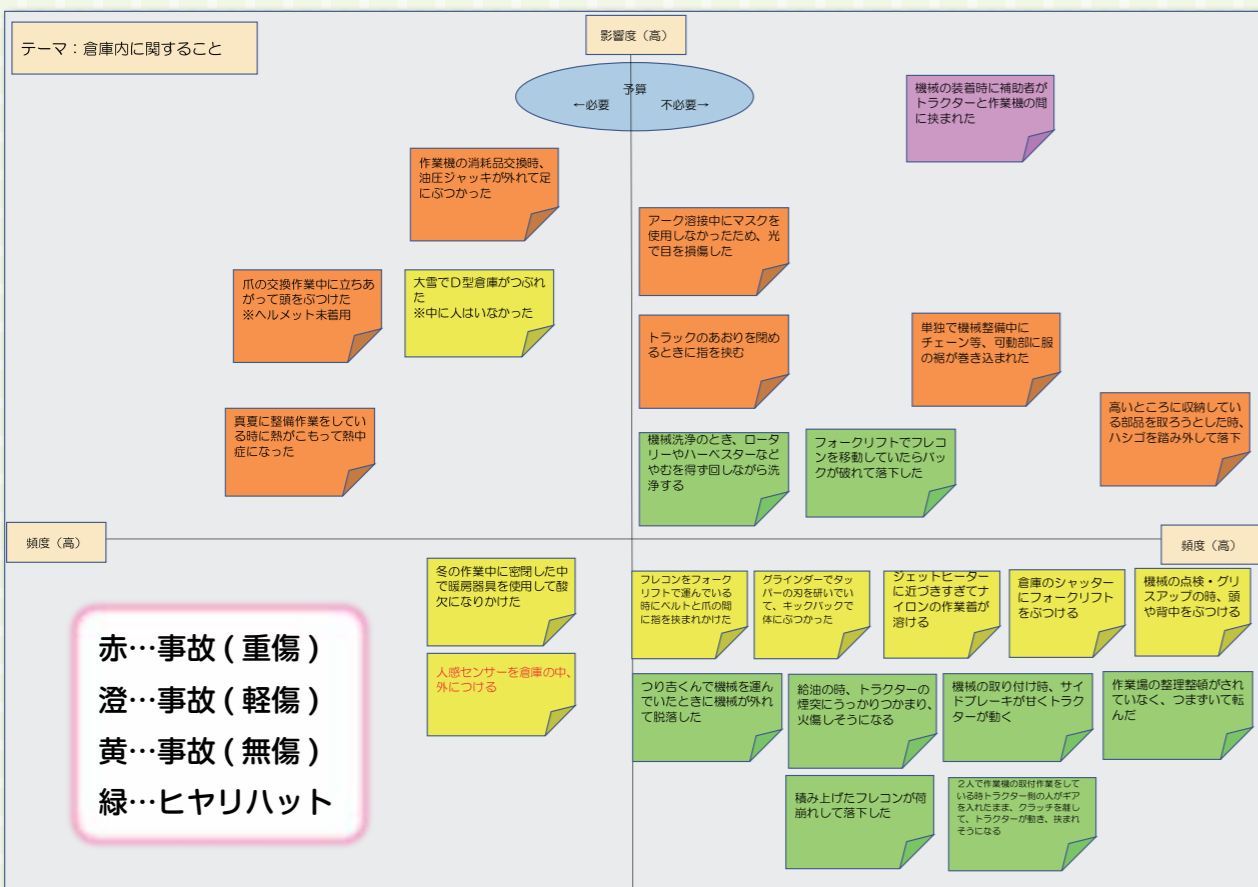 テーマ：倉庫内に関すること
影響度（高）
予算
←必要　不必要→
機械の装着時に補助者が
トラクターと作業機の間
に挟まれた
作業機の消耗品交換時、
油圧ジャッキが外れて足
にぶつかった
アーク溶接中にマスクを
使用しなかったため、光
で目を損傷した
爪の交換作業中に立ちあ
がって頭をぶつけた
※ヘルメット未着用
大雪でD型倉庫がつぶれ
た
※中に人はいなかった
トラックのあおりを閉め
るときに指を挟む
単独で機械整備中に
チェーン等、可動部に服
の裾が巻き込まれた
高いところに収納してい
る部品を取ろうとした時、
ハシゴを踏み外して落下
真夏に整備作業をしてい
る時に熱がこもって熱中
症になった
機械洗浄のとき、ロータ
リーやハーベスターなど
やむを得ず回しながら洗
浄する
フォークリフトでフレコ
ンを移動していたらバッ
クが破れて落下した
頻度（高）
頻度（高）
冬の作業中に密閉した中
で暖房器具を使用して酸
欠になりかけた
フレコンをフォーク
リフトで運んでいる
時にベルトと爪の間
に指を挟まれかけた
グラインダーでタッ
パーの刃を研いでい
て、キックバックで
体にぶつかった
ジェットヒーター
に近づきすぎてナ
イロンの作業着が
溶ける
倉庫のシャッター
にフォークリフト
をぶつける
機械の点検・グリ
スアップの時、頭
や背中をぶつける
人感センサーを倉庫の中、
外につける
つり吉くんで機械を運ん
でいたときに機械が外れ
て脱落した
給油の時、トラクターの
煙突にうっかりつかまり、
火傷しそうになる
機械の取り付け時、サイ
ドブレーキが甘くトラク
ターが動く
作業場の整理整頓がされ
ていなく、つまずいて転
んだ
積み上げたフレコンが荷
崩れして落下した
２人で作業機の取付作業をして
いる時トラクター側の人がギア
を入れたまま、クラッチを離し
て、トラクターが動き、挟まれ
そうになる
赤…事故(重傷)
澄…事故(軽傷)
黄…事故(無傷)
緑…ヒヤリハット